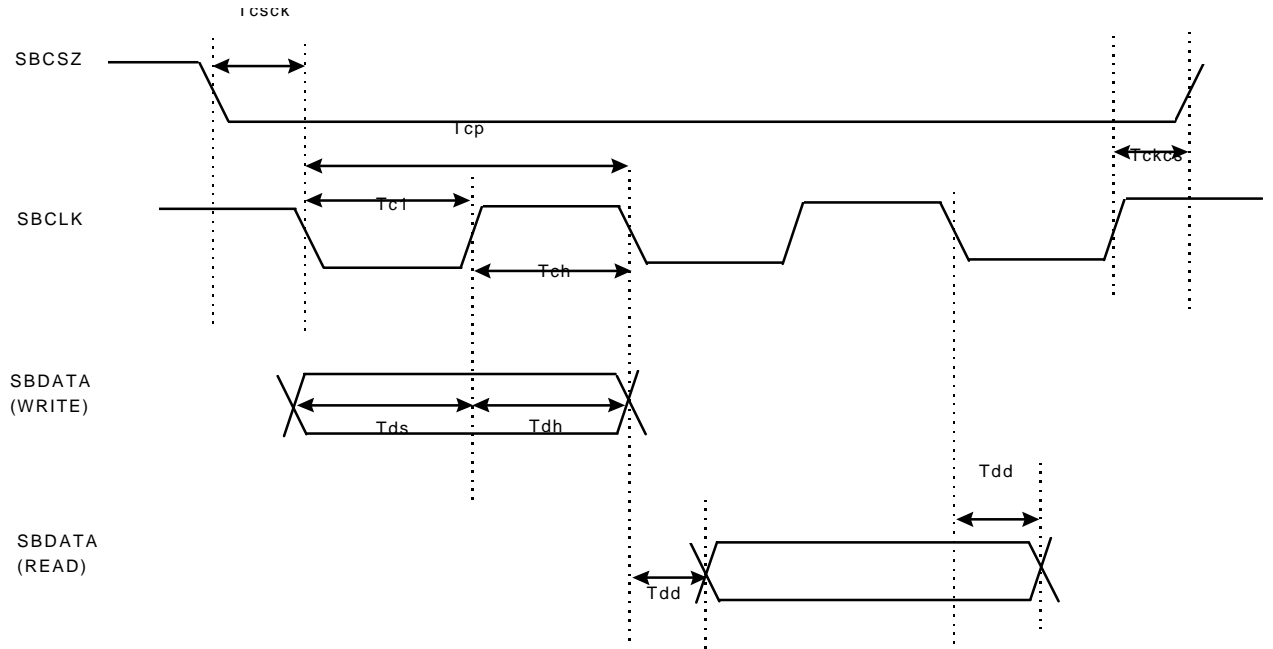 Tcsck
SBCSZ
Tcp
Tckcs
Tcl
SBCLK
Tch
SBDATA
(WRITE)
Tds
Tdh
Tdd
SBDATA
(READ)
Tdd